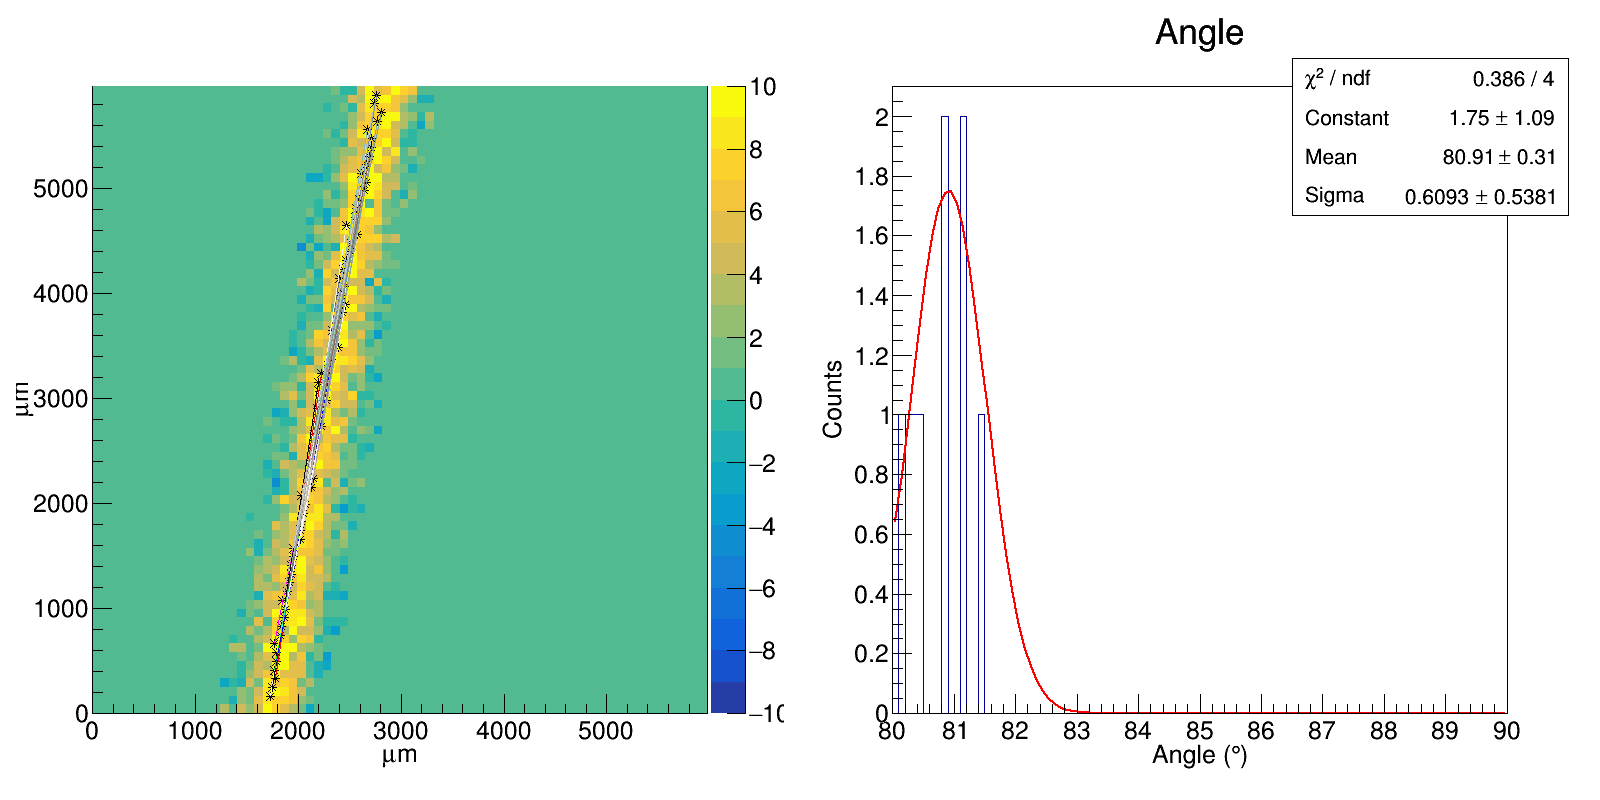 Angle
χ² / ndf 0.386 / 4
Constant 1.75 ± 1.09
Mean 80.91 ± 0.31
Sigma 0.6093 ± 0.5381
μm
5000
4000
3000
2000
1000
0
0 1000 2000 3000 4000 5000
μm
10
8
6
4
2
0
−2
−4
−6
−8
−10
Counts
2
1.8
1.6
1.4
1.2
1
0.8
0.6
0.4
0.2
0
80 81 82 83 84 85 86 87 88 89 90
Angle (°)